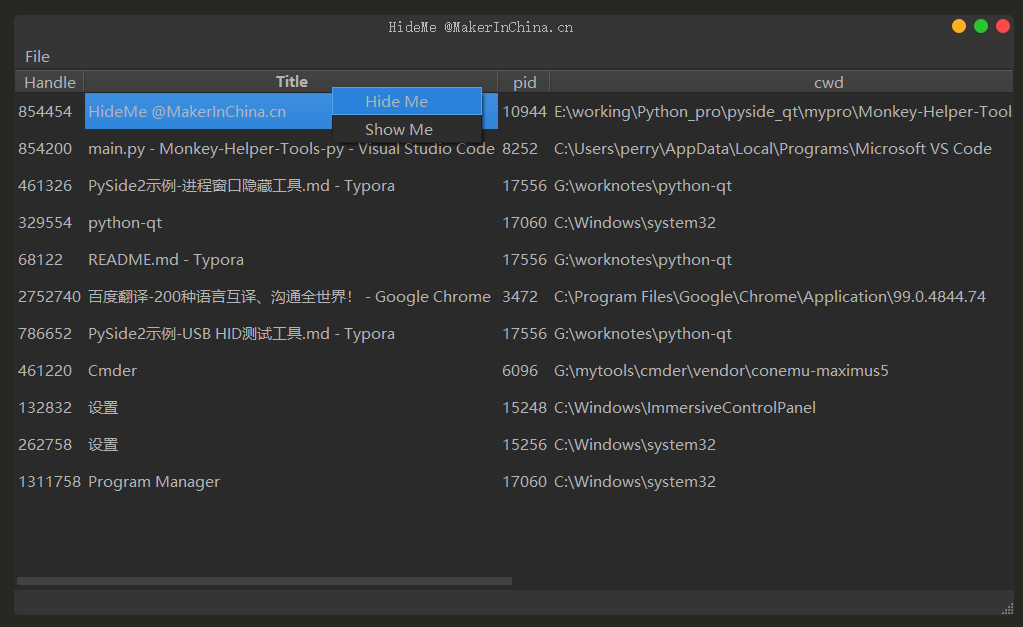 HideMe @MakerInChina.cn
File
Handle Title pid cwd
854454 HideMe @MakerInChina.cn 10944 E:\working\Python_pro\pyside_qt\mypro\Monkey-Helper-Tools
Hide Me
Show Me
854200 main.py - Monkey-Helper-Tools-py - Visual Studio Code 8252 C:\Users\perry\AppData\Local\Programs\Microsoft VS Code
461326 PySide2示例-进程窗口隐藏工具.md - Typora 17556 G:\worknotes\python-qt
329554 python-qt 17060 C:\Windows\system32
68122 README.md - Typora 17556 G:\worknotes\python-qt
2752740 百度翻译-200种语言互译、沟通全世界! - Google Chrome 3472 C:\Program Files\Google\Chrome\Application\99.0.4844.74
786652 PySide2示例-USB HID测试工具.md - Typora 17556 G:\worknotes\python-qt
461220 Cmder 6096 G:\mytools\cmder\vendor\conemu-maximus5
132832 设置 15248 C:\Windows\ImmersiveControlPanel
262758 设置 15256 C:\Windows\system32
1311758 Program Manager 17060 C:\Windows\system32